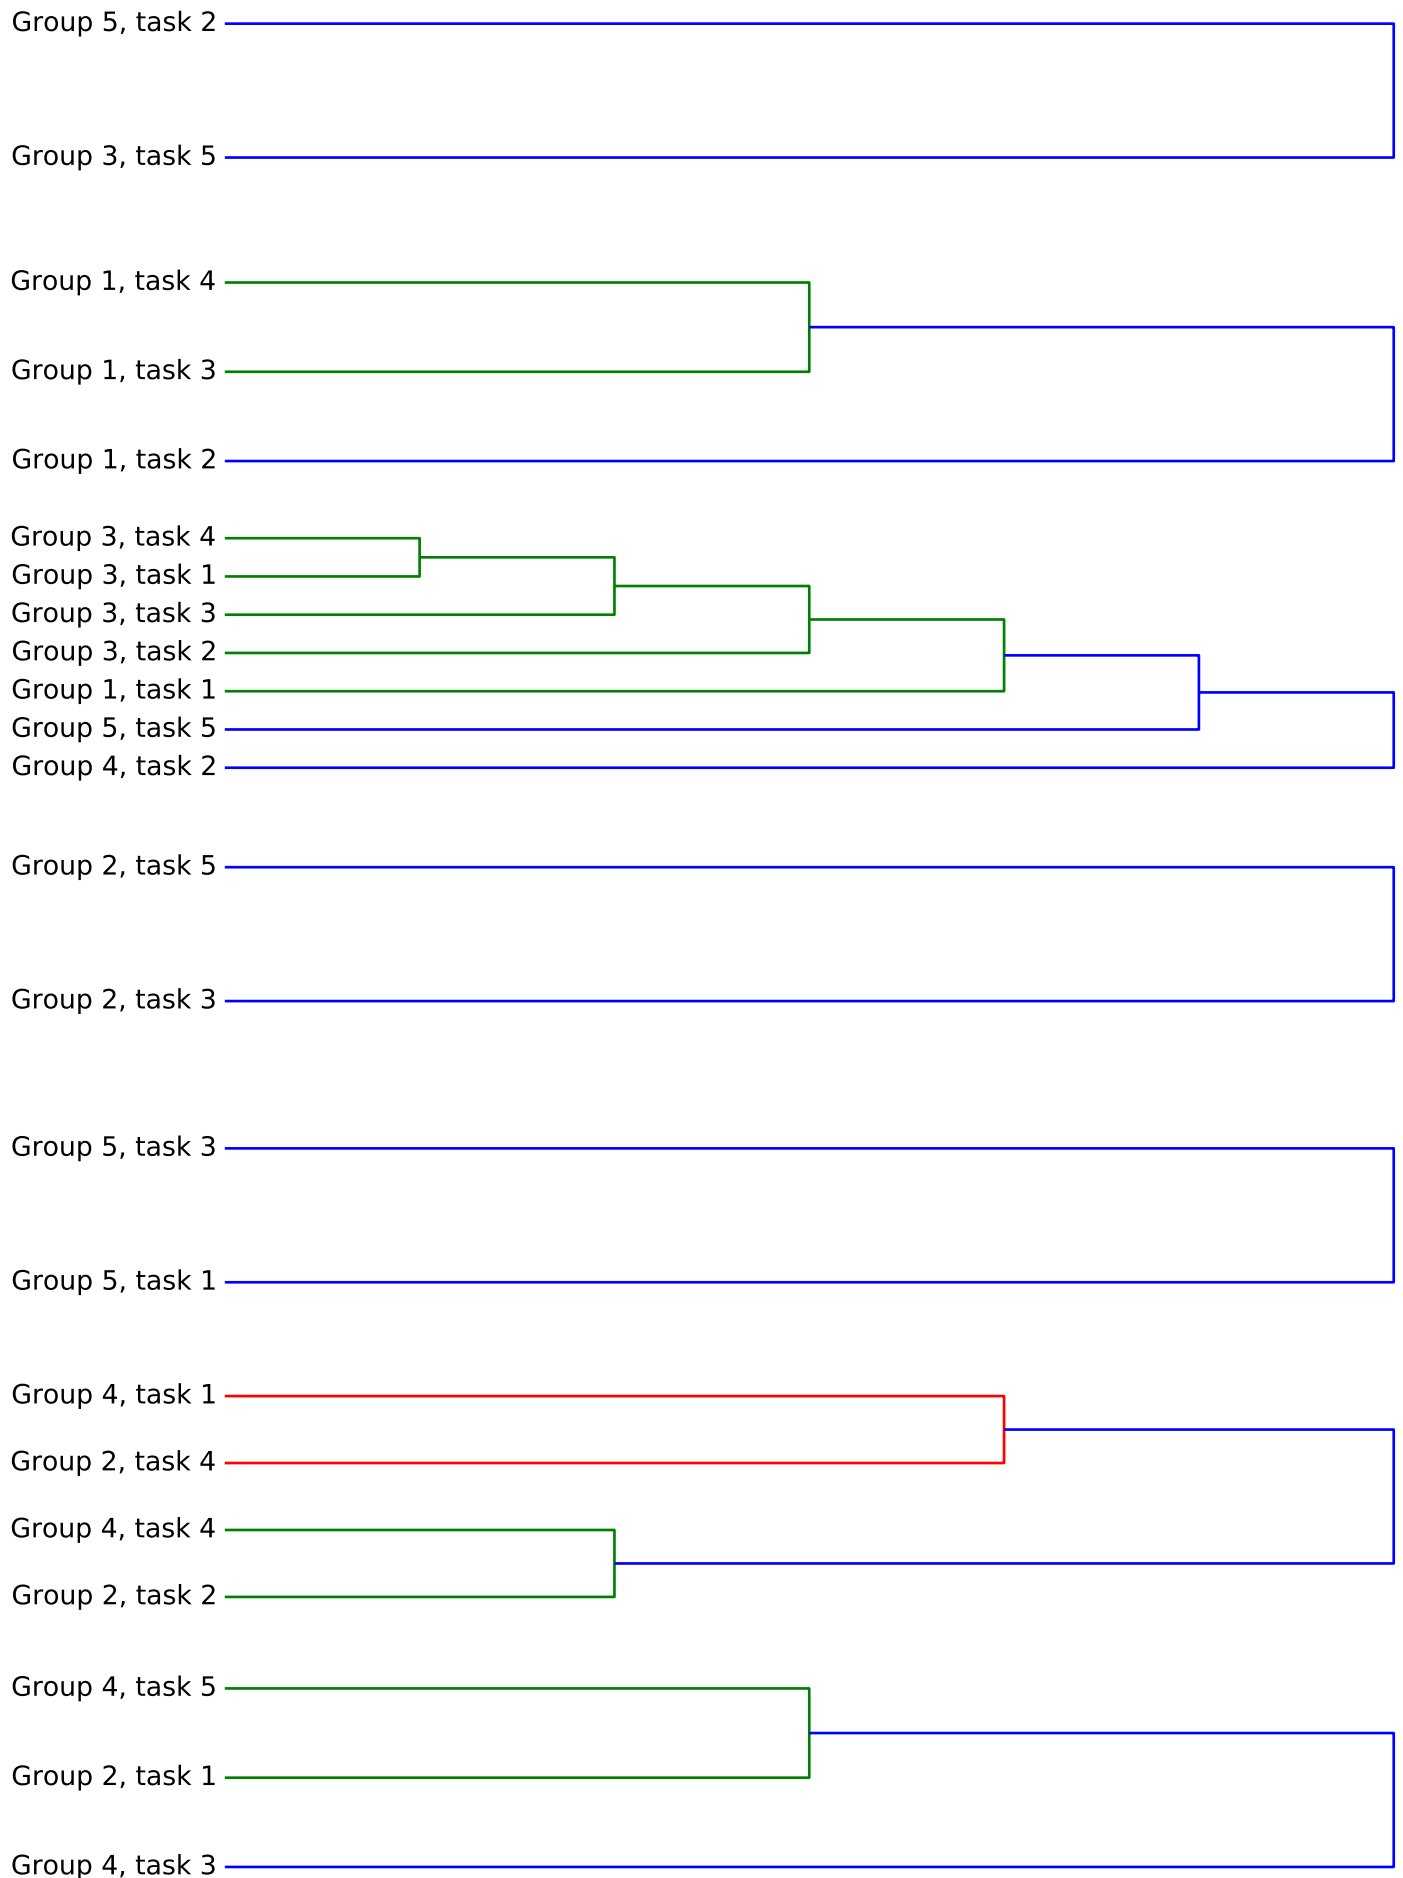 Group 5, task 2
Group 3, task 5
Group 1, task 4
Group 1, task 3
Group 1, task 2
Group 3, task 4
Group 3, task 1
Group 3, task 3
Group 3, task 2
Group 1, task 1
Group 5, task 5
Group 4, task 2
Group 2, task 5
Group 2, task 3
Group 5, task 3
Group 5, task 1
Group 4, task 1
Group 2, task 4
Group 4, task 4
Group 2, task 2
Group 4, task 5
Group 2, task 1
Group 4, task 3